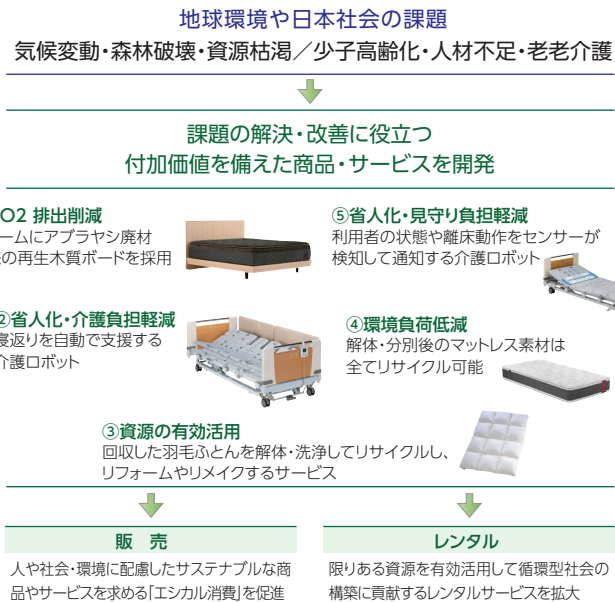 地球環境や日本社会の課題
気候変動・森林破壊・資源枯渇／少子高齢化・人材不足・老老介護
課題の解決・改善に役立つ
付加価値を備えた商品・サービスを開発
O2 排出削減
ームにアブラヤシ廃材
の再生木質ボードを採用
⑤省人化・見守り負担軽減
利用者の状態や離床動作をセンサーが
検知して通知する介護ロボット
②省人化・介護負担軽減
寝返りを自動で支援する
介護ロボット
④環境負荷低減
解体・分別後のマットレス素材は
全てリサイクル可能
③資源の有効活用
回収した羽毛ふとんを解体・洗浄してリサイクルし、
リフォームやリメイクするサービス
販 売
人や社会・環境に配慮したサステナブルな商
品やサービスを求める「エシカル消費」を促進
レンタル
限りある資源を有効活用して循環型社会の
構築に貢献するレンタルサービスを拡大